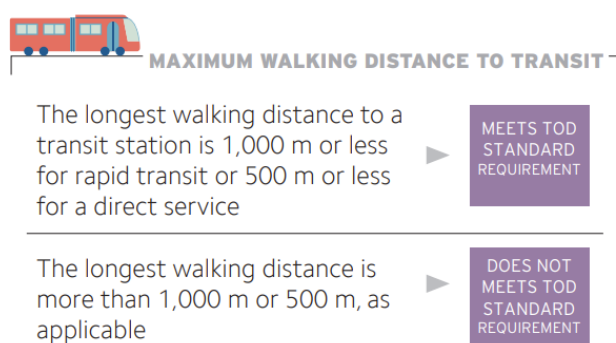 MAXIMUM WALKING DISTANCE TO TRANSIT
The longest walking distance to a
transit station is 1,000 m or less
for rapid transit or 500 m or less
for a direct service
MEETS TOD
STANDARD
REQUIREMENT
The longest walking distance is
more than 1,000 m or 500 m, as
applicable
DOES NOT
MEETS TOD
STANDARD
REQUIREMENT